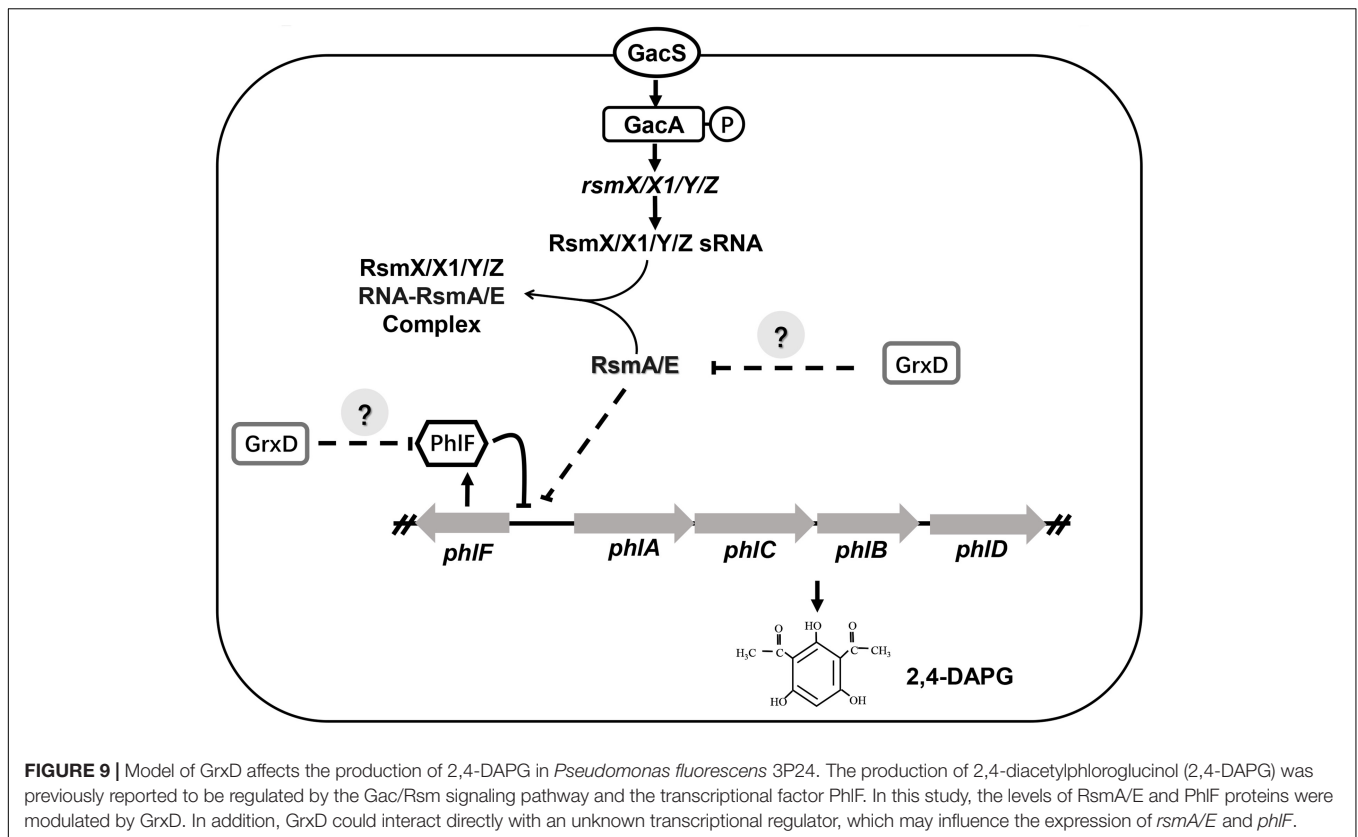 GacS
GacA
P
rsmX/X1/Y/Z
RsmX/X1/Y/Z sRNA
RsmX/X1/Y/Z
RNA-RsmA/E
Complex
RsmA/E
?
GrxD
?
GrxD
PhlF
phlF
phlA
phlC
phlB
phlD
O
HO
O
H₃C
C
C
CH₃
HO
OH
2,4-DAPG
FIGURE 9 | Model of GrxD affects the production of 2,4-DAPG in Pseudomonas fluorescens 3P24. The production of 2,4-diacetylphloroglucinol (2,4-DAPG) was
previously reported to be regulated by the Gac/Rsm signaling pathway and the transcriptional factor PhlF. In this study, the levels of RsmA/E and PhlF proteins were
modulated by GrxD. In addition, GrxD could interact directly with an unknown transcriptional regulator, which may influence the expression of rsmA/E and phlF.